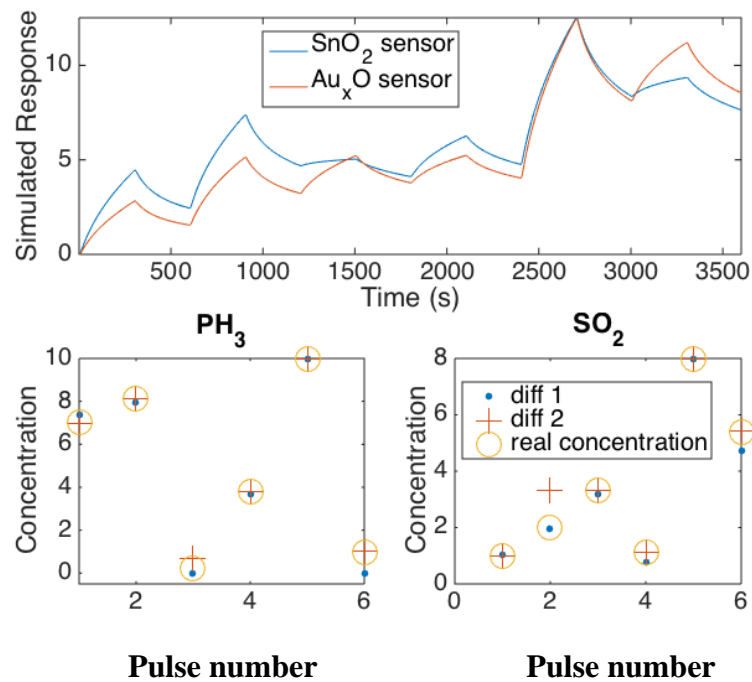 Simulated Response
10
5
0
SnO2 sensor
AuxO sensor
500 1000 1500 2000 2500 3000 3500
Time (s)
PH3
Concentration
10
8
6
4
2
0
2 4 6
Pulse number
SO2
Concentration
8
6
4
2
0
diff 1
diff 2
real concentration
0 2 4 6
Pulse number